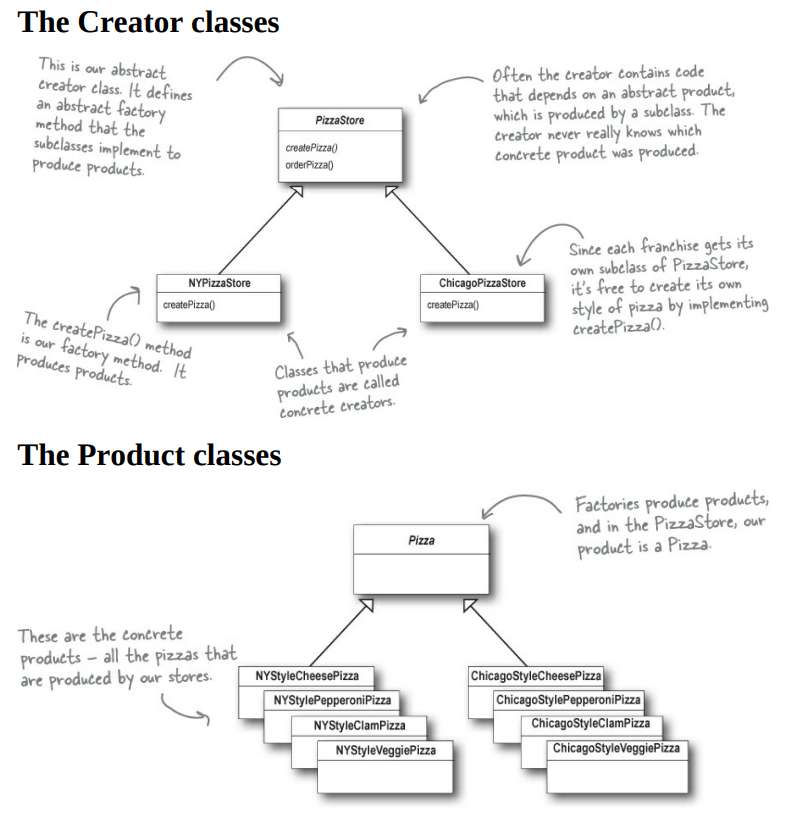 The Creator classes
This is our abstract
creator class. It defines
an abstract factory
method that the
subclasses implement to
produce products.
Often the creator contains code
that depends on an abstract product,
which is produced by a subclass. The
creator never really knows which
concrete product was produced.
PizzaStore
createPizza()
orderPizza()
NYPizzaStore
createPizza()
ChicagoPizzaStore
createPizza()
Since each franchise gets its
own subclass of PizzaStore,
it's free to create its own
style of pizza by implementing
createPizza().
The createPizza() method
is our factory method. It
produces products.
Classes that produce
products are called
concrete creators.
The Product classes
Factories produce products,
and in the PizzaStore, our
product is a Pizza.
Pizza
These are the concrete
products – all the pizzas that
are produced by our stores.
NYStyleCheesePizza
NYStylePepperoniPizza
NYStyleClamPizza
NYStyleVeggiePizza
ChicagoStyleCheesePizza
ChicagoStylePepperoniPizza
ChicagoStyleClamPizza
ChicagoStyleVeggiePizza